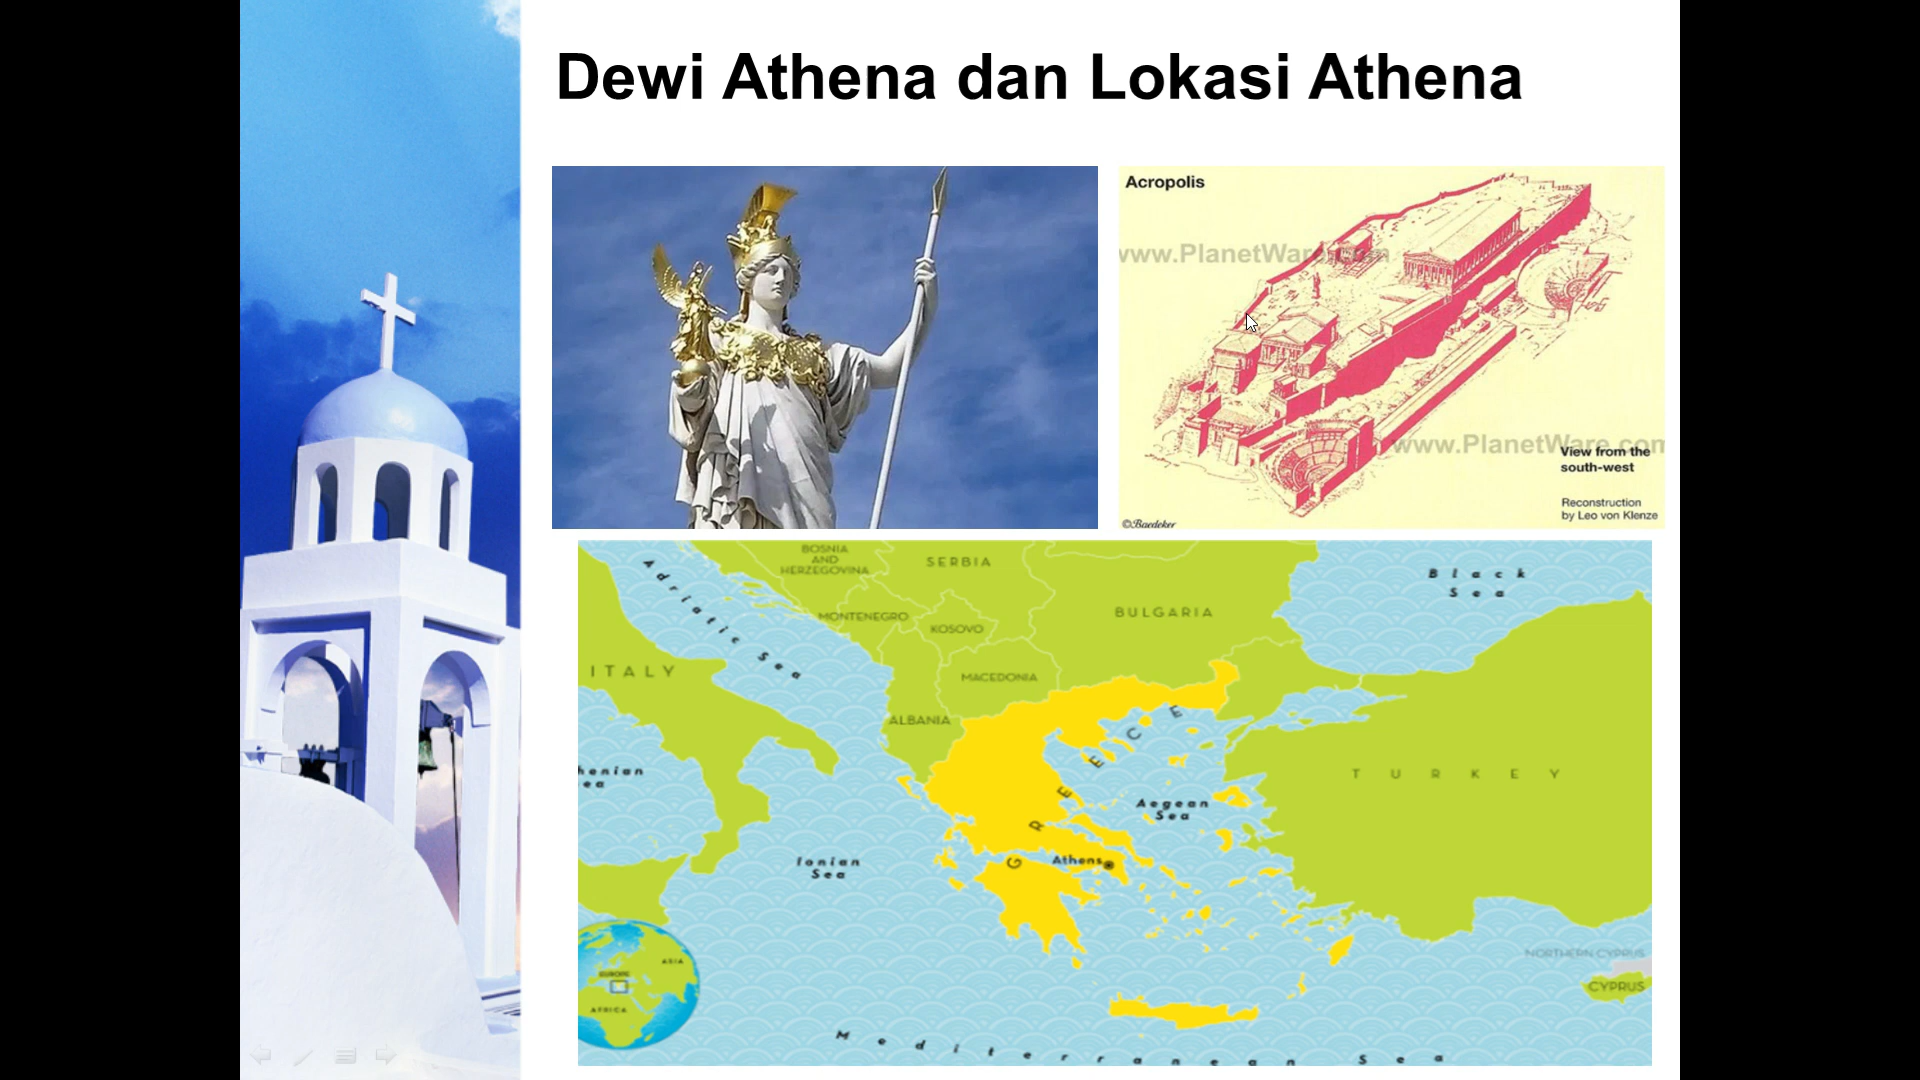 Dewi Athena dan Lokasi Athena
Acropolis
www.PlanetWare.com
www.PlanetWare.com
View from the
south-west
Reconstruction
by Leo von Klenze
©Baedeker
BOSNIA
AND
HERZEGOVINA
SERBIA
Black
Sea
Adriatic Sea
MONTENEGRO
KOSOVO
BULGARIA
ITALY
MACEDONIA
ALBANIA
GREECE
TURKEY
henian
ea
Aegean
Sea
Ionian
Sea
Athens
NORTHERN CYPRUS
CYPRUS
ASIA
EUROPE
AFRICA
Mediterranean Sea